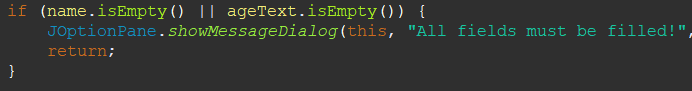 if (name.isEmpty() || ageText.isEmpty()) {
    JOptionPane.showMessageDialog(this, "All fields must be filled!",
    return;
}